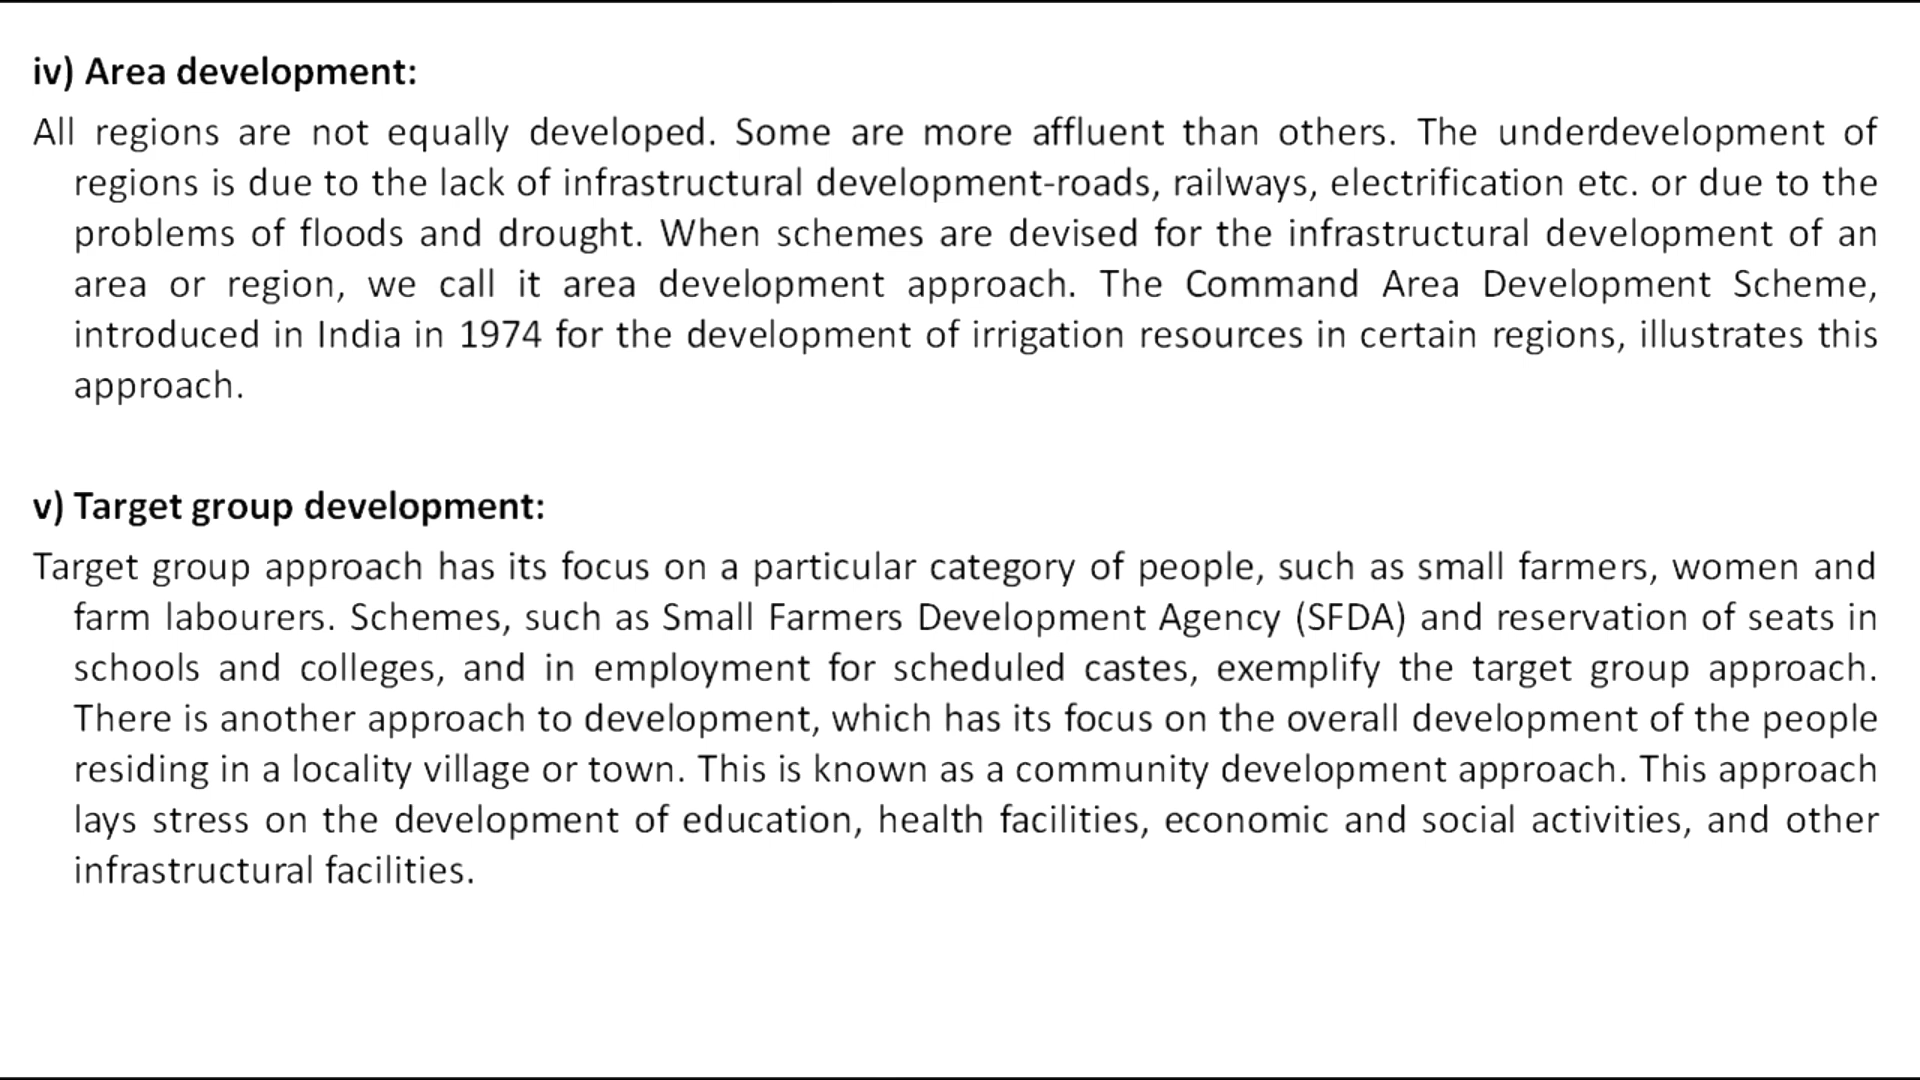 iv) Area development:
All regions are not equally developed. Some are more affluent than others. The underdevelopment of
regions is due to the lack of infrastructural development-roads, railways, electrification etc. or due to the
problems of floods and drought. When schemes are devised for the infrastructural development of an
area or region, we call it area development approach. The Command Area Development Scheme,
introduced in India in 1974 for the development of irrigation resources in certain regions, illustrates this
approach.
v) Target group development:
Target group approach has its focus on a particular category of people, such as small farmers, women and
farm labourers. Schemes, such as Small Farmers Development Agency (SFDA) and reservation of seats in
schools and colleges, and in employment for scheduled castes, exemplify the target group approach.
There is another approach to development, which has its focus on the overall development of the people
residing in a locality village or town. This is known as a community development approach. This approach
lays stress on the development of education, health facilities, economic and social activities, and other
infrastructural facilities.